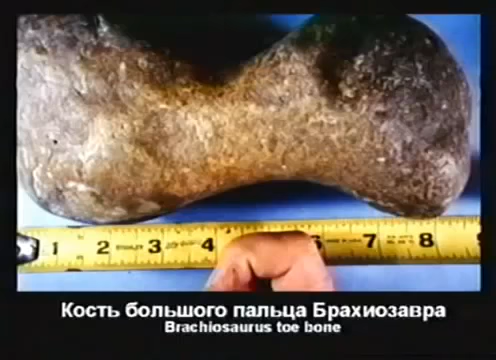 1 2 3 4 6 7 8
Кость большого пальца Брахиозавра
Brachiosaurus toe bone